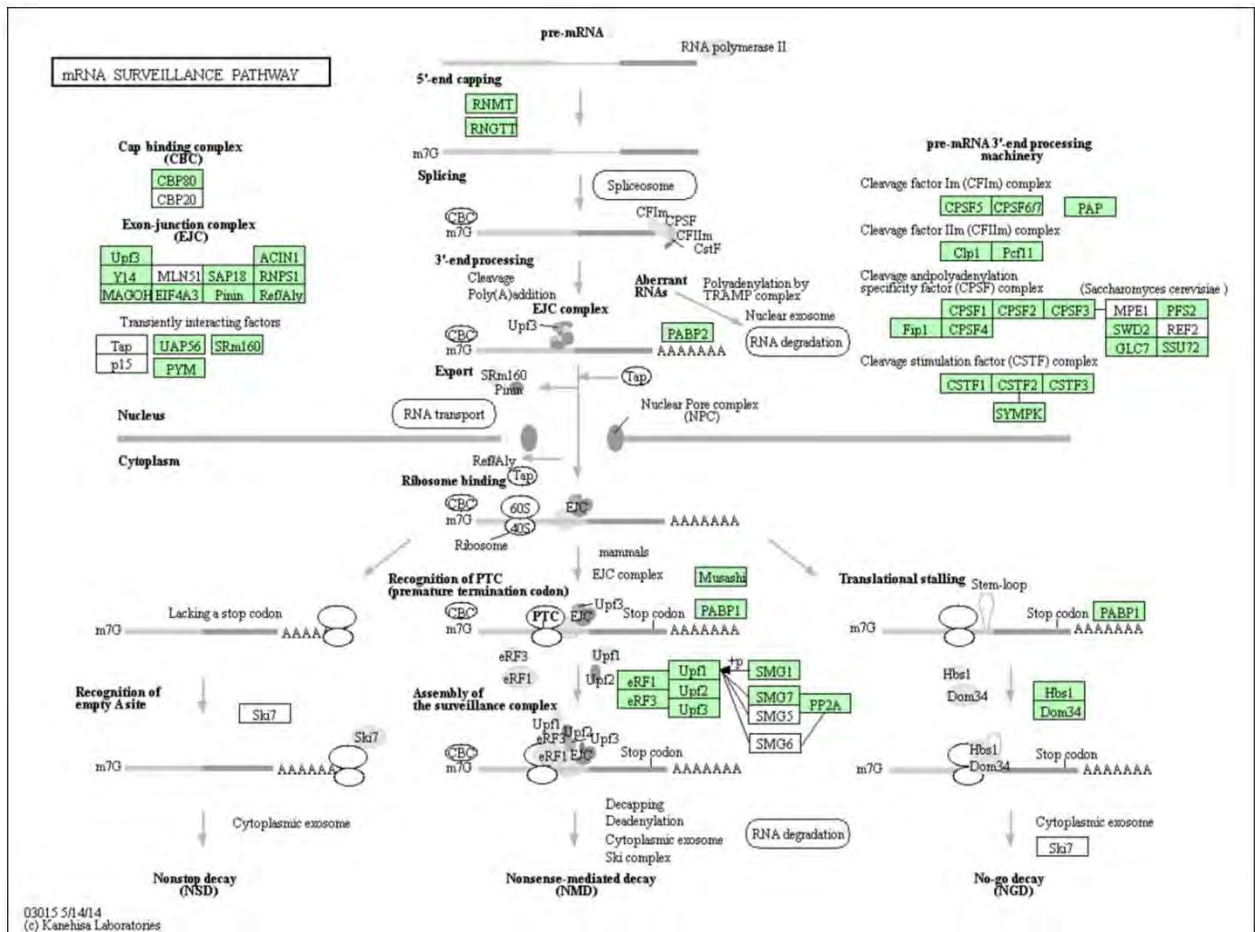 mRNA SURVEILLANCE PATHWAY
pre-mRNA
RNA polymerase II
5'-end capping
RNMT
RNGTT
m7G
Cap binding complex
(CBC)
CBP80
CBP20
Exon-junction complex
(EJC)
Upf3
ACIN1
Y14
MLN51
SAP18
RNPS1
MAGOH
EIF4A3
Pinin
Ref/Aly
Transiently interacting factors
Tap
UAP56
SRm160
p15
PYM
Splicing
Spliceosome
CBC
m7G
CFIm
CPSF
CFIIm
CstF
3'-end processing
Cleavage
Poly(A)addition
EJC complex
Upf3
CBC
m7G
PABP2
AAAAAAA
Aberrant
RNAs
Polyadenylation by
TRAMP complex
Nuclear exosome
RNA degradation
pre-mRNA 3'-end processing
machinery
Cleavage factor Im (CFIm) complex
CPSF5
CPSF6/7
PAP
Cleavage factor IIm (CFIIm) complex
Clp1
Pcf11
Cleavage andpolyadenylation
specificity factor (CPSF) complex
(Saccharomyces cerevisiae )
CPSF1
CPSF2
CPSF3
MPE1
PFS2
Fip1
CPSF4
SWD2
REF2
GLC7
SSU72
Cleavage stimulation factor (CSTF) complex
CSTF1
CSTF2
CSTF3
SYMPK
Export
SRm160
Pinin
Tap
RNA transport
Nuclear Pore complex
(NPC)
Nucleus
Cytoplasm
Ref/Aly
Tap
Ribosome binding
CBC
m7G
60S
40S
EJC
AAAAAAA
Ribosome
mammals
EJC complex
Musashi
Recognition of PTC
(premature termination codon)
CBC
m7G
PTC
EJC
Upf3
Stop codon
PABP1
AAAAAAA
Lacking a stop codon
m7G
AAAAA
Translational stalling
Stem-loop
m7G
Stop codon
PABP1
AAAAAAA
eRF3
eRF1
Upf1
Upf2
eRF1
eRF3
Upf1
Upf2
Upf3
+p
SMG1
SMG7
SMG5
SMG6
PP2A
Hbs1
Dom34
Hbs1
Dom34
Recognition of
empty A site
Ski7
Ski7
m7G
AAAAAA
Assembly of
the surveillance complex
Upf1
eRF3
Upf2
Upf3
eRF1
EJC
CBC
m7G
Stop codon
AAAAAAA
m7G
Hbs1
Dom34
Stop codon
AAAAAAA
Cytoplasmic exosome
Decapping
Deadenylation
Cytoplasmic exosome
Ski complex
RNA degradation
Cytoplasmic exosome
Ski7
Nonstop decay
(NSD)
Nonsense-mediated decay
(NMD)
No-go decay
(NGD)
03015 5/14/14
(c) Kanehisa Laboratories